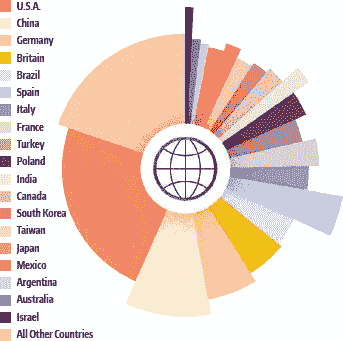 U.S.A.
China
Germany
Britain
Brazil
Spain
Italy
France
Turkey
Poland
India
Canada
South Korea
Taiwan
Japan
Mexico
Argentina
Australia
Israel
All Other Countries